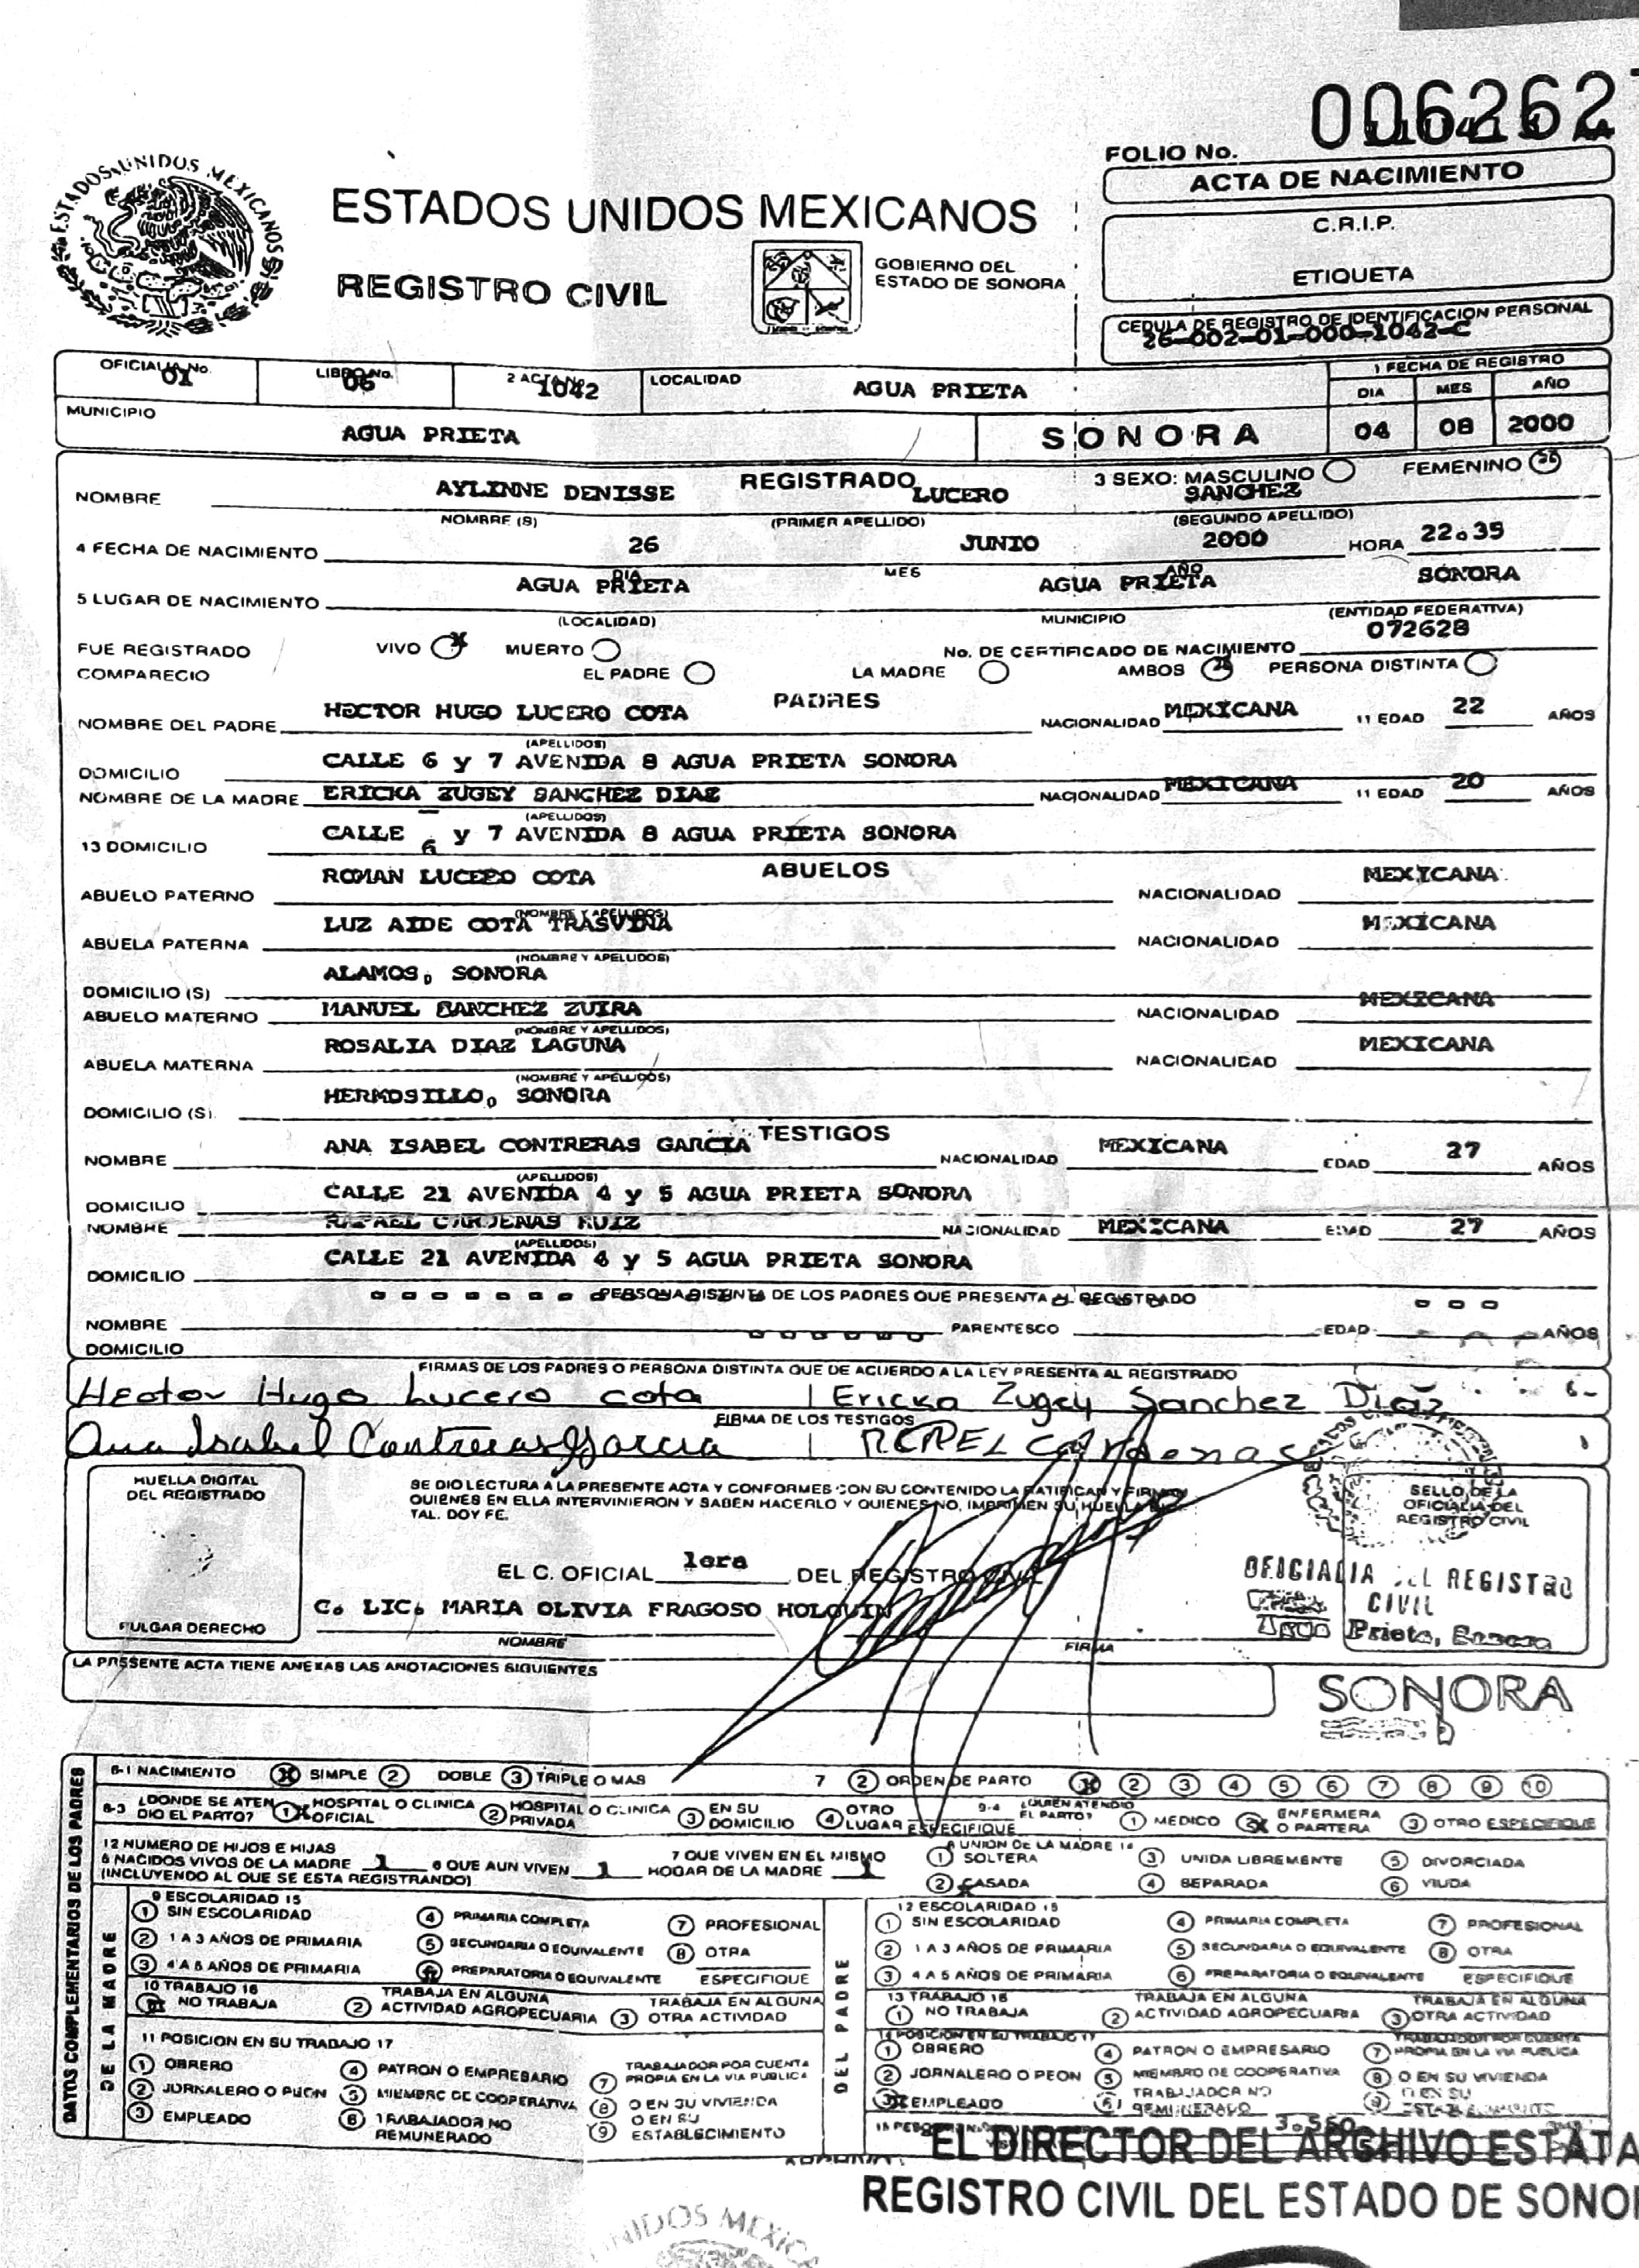 006262
FOLIO No.
ACTA DE NACIMIENTO
ESTADOS UNIDOS MEXICANOS
ESTADOS UNIDOS MEXICANOS
C.R.I.P.
GOBIERNO DEL
ESTADO DE SONORA
REGISTRO CIVIL
ETIQUETA
CEDULA DE REGISTRO DE IDENTIFICACION PERSONAL
26-002-01-000-1042-C
OFICIALIA No. 01 LIBRO No. 06 2 ACTA No. 1042 LOCALIDAD AGUA PRIETA 1 FECHA DE REGISTRO
DIA MES AÑO
MUNICIPIO AGUA PRIETA SONORA 04 08 2000
REGISTRADO 3 SEXO: MASCULINO FEMENINO
NOMBRE AYLINNE DENISSE LUCERO SANCHEZ
NOMBRE (S) (PRIMER APELLIDO) (SEGUNDO APELLIDO)
4 FECHA DE NACIMIENTO 26 JUNIO 2000 HORA 22.35
DIA MES AÑO
5 LUGAR DE NACIMIENTO AGUA PRIETA AGUA PRIETA SONORA
(LOCALIDAD) MUNICIPIO (ENTIDAD FEDERATIVA)
FUE REGISTRADO VIVO X MUERTO No. DE CERTIFICADO DE NACIMIENTO 072628
COMPARECIO EL PADRE LA MADRE AMBOS PERSONA DISTINTA
PADRES
NOMBRE DEL PADRE HECTOR HUGO LUCERO COTA NACIONALIDAD MEXICANA 11 EDAD 22 AÑOS
(APELLIDOS)
DOMICILIO CALLE 6 y 7 AVENIDA 8 AGUA PRIETA SONORA
NOMBRE DE LA MADRE ERICKA ZUGEY SANCHEZ DIAZ NACIONALIDAD MEXICANA 11 EDAD 20 AÑOS
(APELLIDOS)
13 DOMICILIO CALLE 6 y 7 AVENIDA 8 AGUA PRIETA SONORA
ABUELOS
ABUELO PATERNO ROMAN LUCERO COTA NACIONALIDAD MEXICANA
(NOMBRE Y APELLIDOS)
ABUELA PATERNA LUZ AIDE COTA TRASVINA NACIONALIDAD MEXICANA
(NOMBRE Y APELLIDOS)
DOMICILIO (S) ALAMOS, SONORA
ABUELO MATERNO MANUEL SANCHEZ ZUIRA NACIONALIDAD MEXICANA
(NOMBRE Y APELLIDOS)
ABUELA MATERNA ROSALIA DIAZ LAGUNA NACIONALIDAD MEXICANA
(NOMBRE Y APELLIDOS)
DOMICILIO (S) HERMOSILLO, SONORA
TESTIGOS
NOMBRE ANA ISABEL CONTRERAS GARCIA NACIONALIDAD MEXICANA EDAD 27 AÑOS
(APELLIDOS)
DOMICILIO CALLE 21 AVENIDA 4 y 5 AGUA PRIETA SONORA
NOMBRE RAFAEL CARDENAS RUIZ NACIONALIDAD MEXICANA EDAD 27 AÑOS
(APELLIDOS)
DOMICILIO CALLE 21 AVENIDA 4 y 5 AGUA PRIETA SONORA
PERSONA DISTINTA DE LOS PADRES QUE PRESENTA AL REGISTRADO
NOMBRE PARENTESCO EDAD AÑOS
DOMICILIO
FIRMAS DE LOS PADRES O PERSONA DISTINTA QUE DE ACUERDO A LA LEY PRESENTA AL REGISTRADO
Hector Hugo Lucero cota Ericka Zugey Sanchez Diaz
FIRMA DE LOS TESTIGOS
Ana Isabel Contreras Garcia Cardenas
HUELLA DIGITAL
DEL REGISTRADO
PULGAR DERECHO
SE DIO LECTURA A LA PRESENTE ACTA Y CONFORMES CON SU CONTENIDO LA RATIFICAN Y FIRMAN
QUIENES EN ELLA INTERVINIERON Y SABEN HACERLO Y QUIENES NO, IMPRIMEN SU HUELLA
TAL. DOY FE.
SELLO DE LA
OFICIALIA DEL
REGISTRO CIVIL
EL C. OFICIAL 1era DEL REGISTRO CIVIL
C. LIC. MARIA OLIVIA FRAGOSO HOLGUIN
NOMBRE FIRMA
OFICIALIA DEL REGISTRO
CIVIL
Agua Prieta, Sonora
LA PRESENTE ACTA TIENE ANEXAS LAS ANOTACIONES SIGUIENTES
SONORA
DATOS COMPLEMENTARIOS DE LOS PADRES
6-1 NACIMIENTO X SIMPLE 2 DOBLE 3 TRIPLE O MAS 7 2 ORDEN DE PARTO X 2 3 4 5 6 7 8 9 10
6-3 ¿DONDE SE ATENDIO EL PARTO? 1 HOSPITAL O CLINICA OFICIAL 2 HOSPITAL O CLINICA PRIVADA 3 EN SU DOMICILIO 4 OTRO LUGAR ESPECIFIQUE 9-4 ¿QUIEN ATENDIO EL PARTO? 1 MEDICO X ENFERMERA O PARTERA 3 OTRO ESPECIFIQUE
12 NUMERO DE HIJOS E HIJAS
6 NACIDOS VIVOS DE LA MADRE 1 6 QUE AUN VIVEN 1 7 QUE VIVEN EN EL MISMO HOGAR DE LA MADRE 1
(INCLUYENDO AL QUE SE ESTA REGISTRANDO)
8 UNION DE LA MADRE 14
1 SOLTERA 3 UNIDA LIBREMENTE 5 DIVORCIADA
2 CASADA 4 SEPARADA 6 VIUDA
DE LA MADRE
9 ESCOLARIDAD 15
1 SIN ESCOLARIDAD 4 PRIMARIA COMPLETA 7 PROFESIONAL
2 1 A 3 AÑOS DE PRIMARIA 5 SECUNDARIA O EQUIVALENTE 8 OTRA
3 4 A 5 AÑOS DE PRIMARIA PREPARATORIA O EQUIVALENTE ESPECIFIQUE
10 TRABAJO 16
NO TRABAJA 2 TRABAJA EN ALGUNA ACTIVIDAD AGROPECUARIA 3 TRABAJA EN ALGUNA OTRA ACTIVIDAD
11 POSICION EN SU TRABAJO 17
1 OBRERO 4 PATRON O EMPRESARIO 7 TRABAJADOR POR CUENTA PROPIA EN LA VIA PUBLICA
2 JORNALERO O PEON 5 MIEMBRO DE COOPERATIVA 8 O EN SU VIVIENDA
3 EMPLEADO 6 TRABAJADOR NO REMUNERADO 9 O EN SU ESTABLECIMIENTO
DEL PADRE
12 ESCOLARIDAD 15
1 SIN ESCOLARIDAD 4 PRIMARIA COMPLETA 7 PROFESIONAL
2 1 A 3 AÑOS DE PRIMARIA 5 SECUNDARIA O EQUIVALENTE 8 OTRA
3 4 A 5 AÑOS DE PRIMARIA 6 PREPARATORIA O EQUIVALENTE ESPECIFIQUE
13 TRABAJO 16
1 NO TRABAJA 2 TRABAJA EN ALGUNA ACTIVIDAD AGROPECUARIA 3 TRABAJA EN ALGUNA OTRA ACTIVIDAD
14 POSICION EN SU TRABAJO 17
1 OBRERO 4 PATRON O EMPRESARIO 7 TRABAJADOR POR CUENTA PROPIA EN LA VIA PUBLICA
2 JORNALERO O PEON 5 MIEMBRO DE COOPERATIVA 8 O EN SU VIVIENDA
EMPLEADO 6 TRABAJADOR NO REMUNERADO 9 O EN SU ESTABLECIMIENTO
3.550
EL DIRECTOR DEL ARCHIVO ESTATA
REGISTRO CIVIL DEL ESTADO DE SONOR
UNIDOS MEXIC